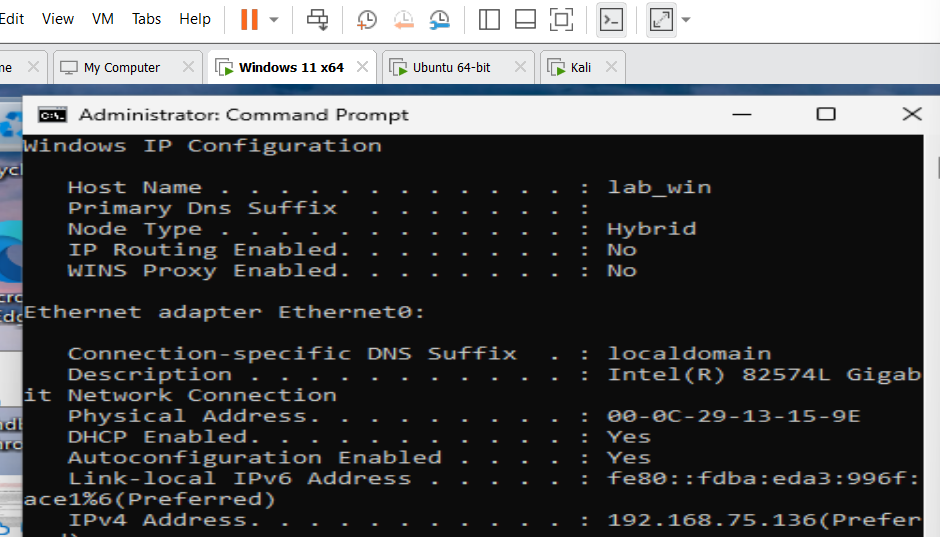 Edit View VM Tabs Help
me My Computer Windows 11 x64 Ubuntu 64-bit Kali
Administrator: Command Prompt
Windows IP Configuration
Host Name . . . . . . . . . . . . : lab_win
Primary Dns Suffix . . . . . . . :
Node Type . . . . . . . . . . . . : Hybrid
IP Routing Enabled. . . . . . . . : No
WINS Proxy Enabled. . . . . . . . : No
Ethernet adapter Ethernet0:
Connection-specific DNS Suffix . : localdomain
Description . . . . . . . . . . . : Intel(R) 82574L Gigab
it Network Connection
Physical Address. . . . . . . . . : 00-0C-29-13-15-9E
DHCP Enabled. . . . . . . . . . . : Yes
Autoconfiguration Enabled . . . . : Yes
Link-local IPv6 Address . . . . . : fe80::fdba:eda3:996f:
ace1%6(Preferred)
IPv4 Address. . . . . . . . . . . : 192.168.75.136(Prefer